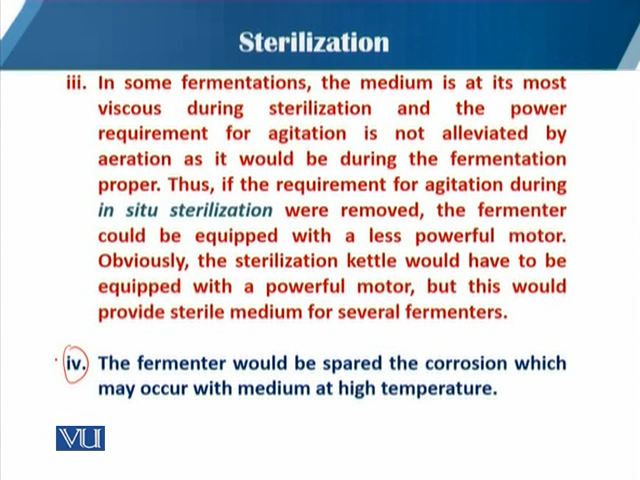 Sterilization
iii. In some fermentations, the medium is at its most
viscous during sterilization and the power
requirement for agitation is not alleviated by
aeration as it would be during the fermentation
proper. Thus, if the requirement for agitation during
in situ sterilization were removed, the fermenter
could be equipped with a less powerful motor.
Obviously, the sterilization kettle would have to be
equipped with a powerful motor, but this would
provide sterile medium for several fermenters.
iv. The fermenter would be spared the corrosion which
may occur with medium at high temperature.
VU